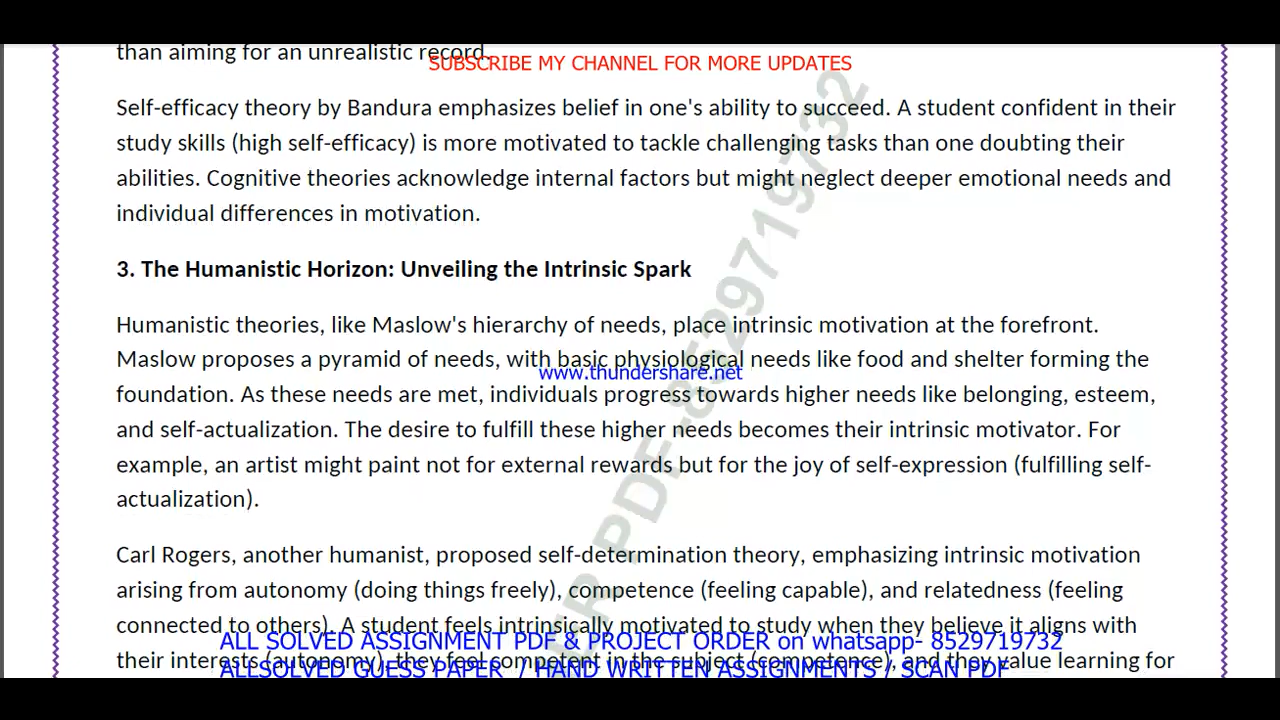 than aiming for an unrealistic record.
SUBSCRIBE MY CHANNEL FOR MORE UPDATES
Self-efficacy theory by Bandura emphasizes belief in one's ability to succeed. A student confident in their
study skills (high self-efficacy) is more motivated to tackle challenging tasks than one doubting their
abilities. Cognitive theories acknowledge internal factors but might neglect deeper emotional needs and
individual differences in motivation.
3. The Humanistic Horizon: Unveiling the Intrinsic Spark
Humanistic theories, like Maslow's hierarchy of needs, place intrinsic motivation at the forefront.
Maslow proposes a pyramid of needs, with basic physiological needs like food and shelter forming the
www.thundershare.net
foundation. As these needs are met, individuals progress towards higher needs like belonging, esteem,
and self-actualization. The desire to fulfill these higher needs becomes their intrinsic motivator. For
example, an artist might paint not for external rewards but for the joy of self-expression (fulfilling self-
actualization).
Carl Rogers, another humanist, proposed self-determination theory, emphasizing intrinsic motivation
arising from autonomy (doing things freely), competence (feeling capable), and relatedness (feeling
connected to others). A student feels intrinsically motivated to study when they believe it aligns with
ALL SOLVED ASSIGNMENT PDF & PROJECT ORDER on whatsapp- 8529719732
their interests (autonomy), they feel competent in the subject (competence), and they value learning for
ALLSOLVED GUESS PAPER / HAND WRITTEN ASSIGNMENTS / SCAN PDF
ER PDF-8529719732